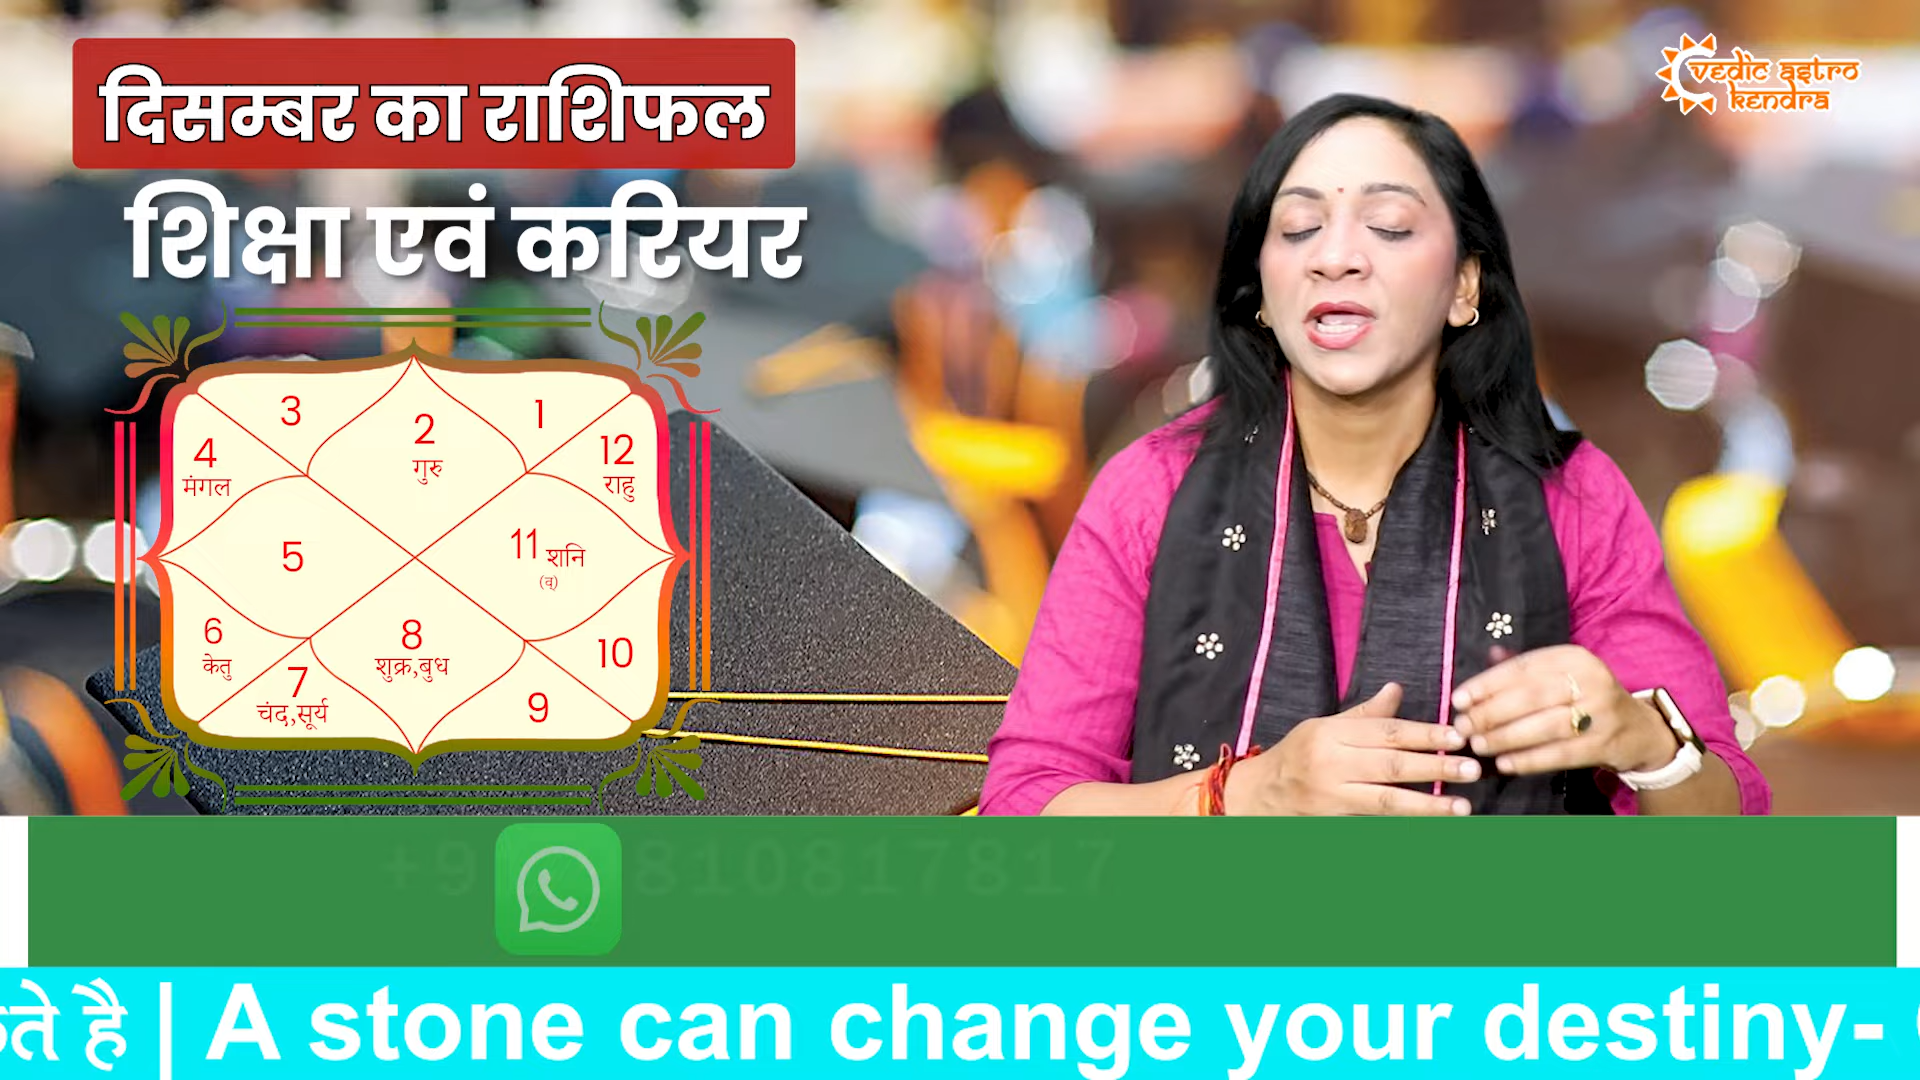 दिसम्बर का राशिफल
शिक्षा एवं करियर
vedic astro
kendra
3
2
गुरु
1
4
मंगल
12
राहु
5
11 शनि
(व)
6
केतु
8
शुक्र,बुध
10
7
चंद,सूर्य
9
810817817
है | A stone can change your destiny-